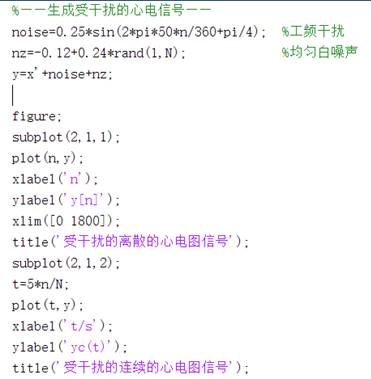 %——生成受干扰的心电信号——
noise=0.25*sin(2*pi*50*n/360+pi/4);  %工频干扰
nz=-0.12+0.24*rand(1,N);  %均匀白噪声
y=x'+noise+nz;
figure;
subplot(2,1,1);
plot(n,y);
xlabel('n');
ylabel('y[n]');
xlim([0 1800]);
title('受干扰的离散的心电图信号');
subplot(2,1,2);
t=5*n/N;
plot(t,y);
xlabel('t/s');
ylabel('yc(t)');
title('受干扰的连续的心电图信号');